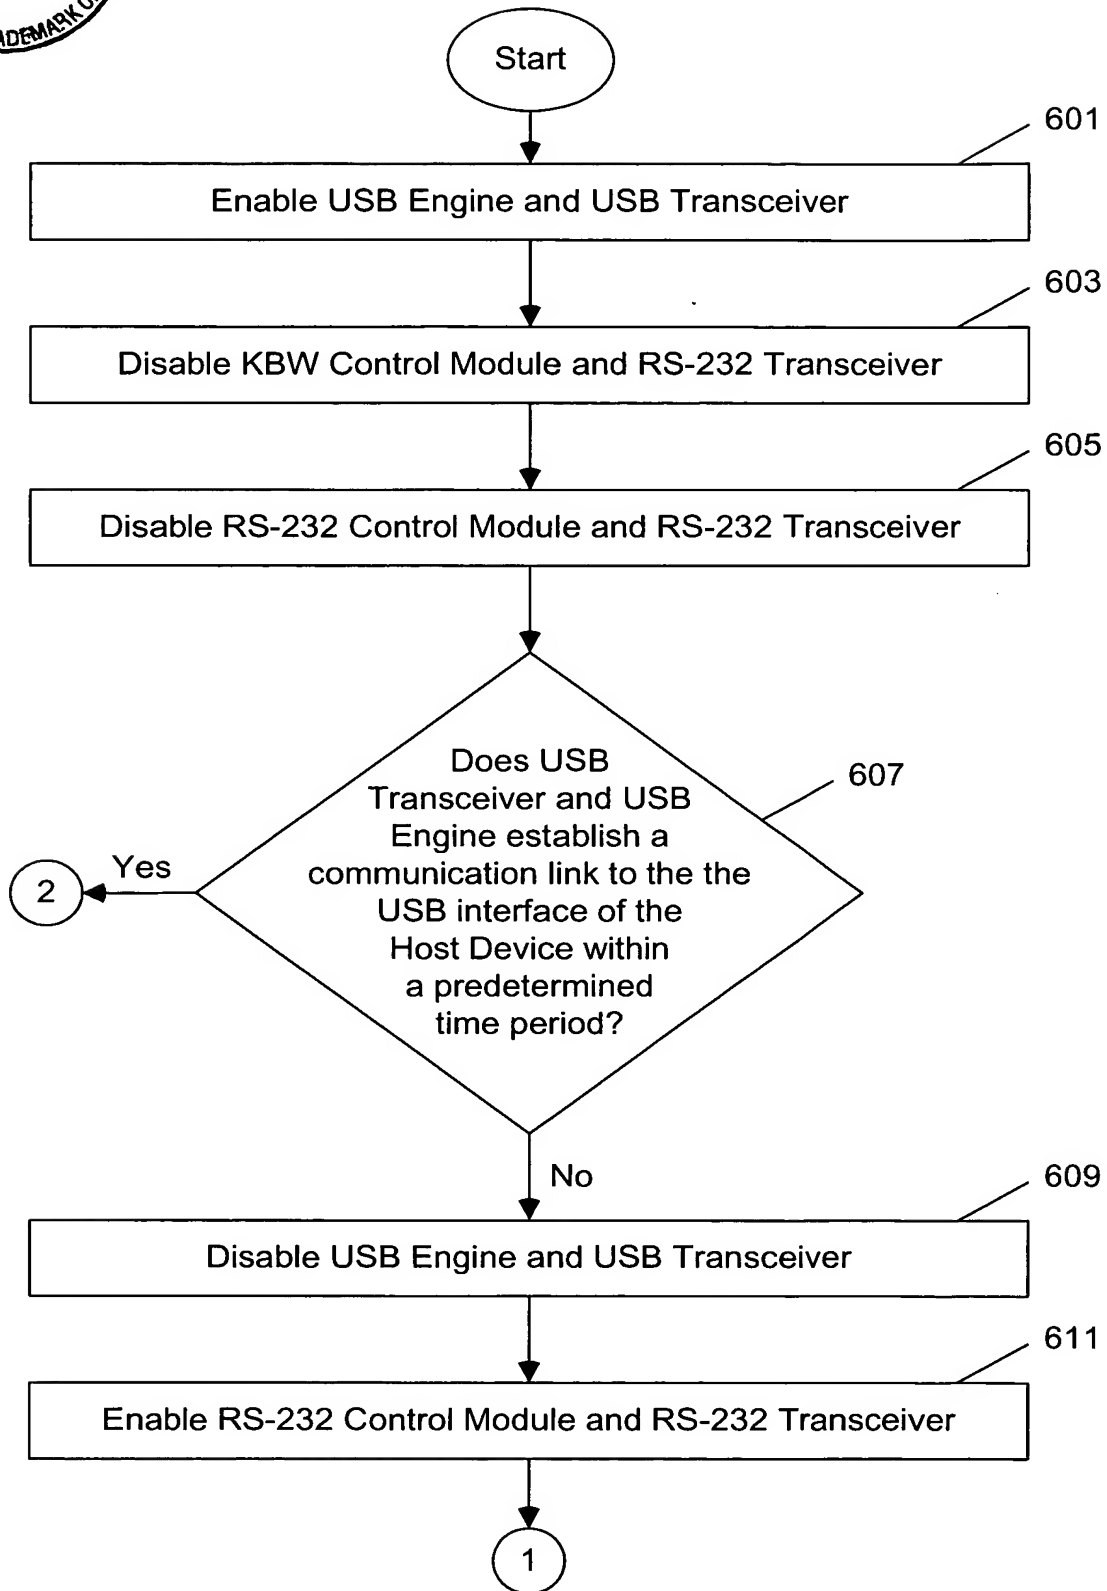 Start
601
Enable USB Engine and USB Transceiver
603
Disable KBW Control Module and RS-232 Transceiver
605
Disable RS-232 Control Module and RS-232 Transceiver
Does USB
Transceiver and USB
Engine establish a
communication link to the the
USB interface of the
Host Device within
a predetermined
time period?
607
Yes
2
No
609
Disable USB Engine and USB Transceiver
611
Enable RS-232 Control Module and RS-232 Transceiver
1